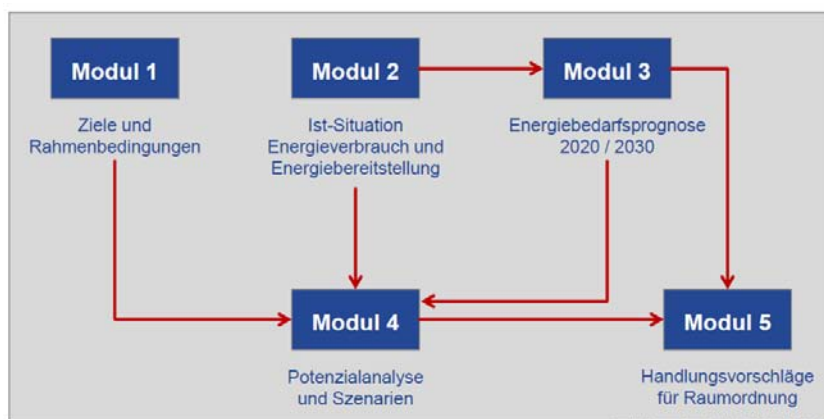 Modul 1
Ziele und
Rahmenbedingungen
Modul 2
Ist-Situation
Energieverbrauch und
Energiebereitstellung
Modul 3
Energiebedarfsprognose
2020 / 2030
Modul 4
Potenzialanalyse
und Szenarien
Modul 5
Handlungsvorschläge
für Raumordnung